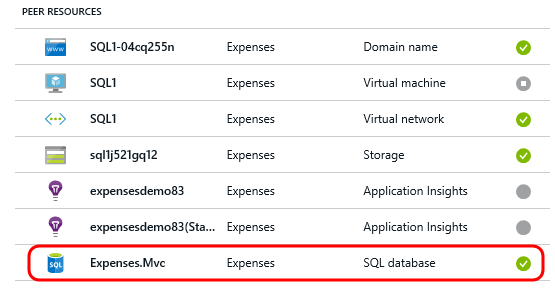 PEER RESOURCES
SQL1-04cq255n Expenses Domain name
SQL1 Expenses Virtual machine
SQL1 Expenses Virtual network
sql1j521gq12 Expenses Storage
expensesdemo83 Expenses Application Insights
expensesdemo83(Sta... Expenses Application Insights
SQL Expenses.Mvc Expenses SQL database